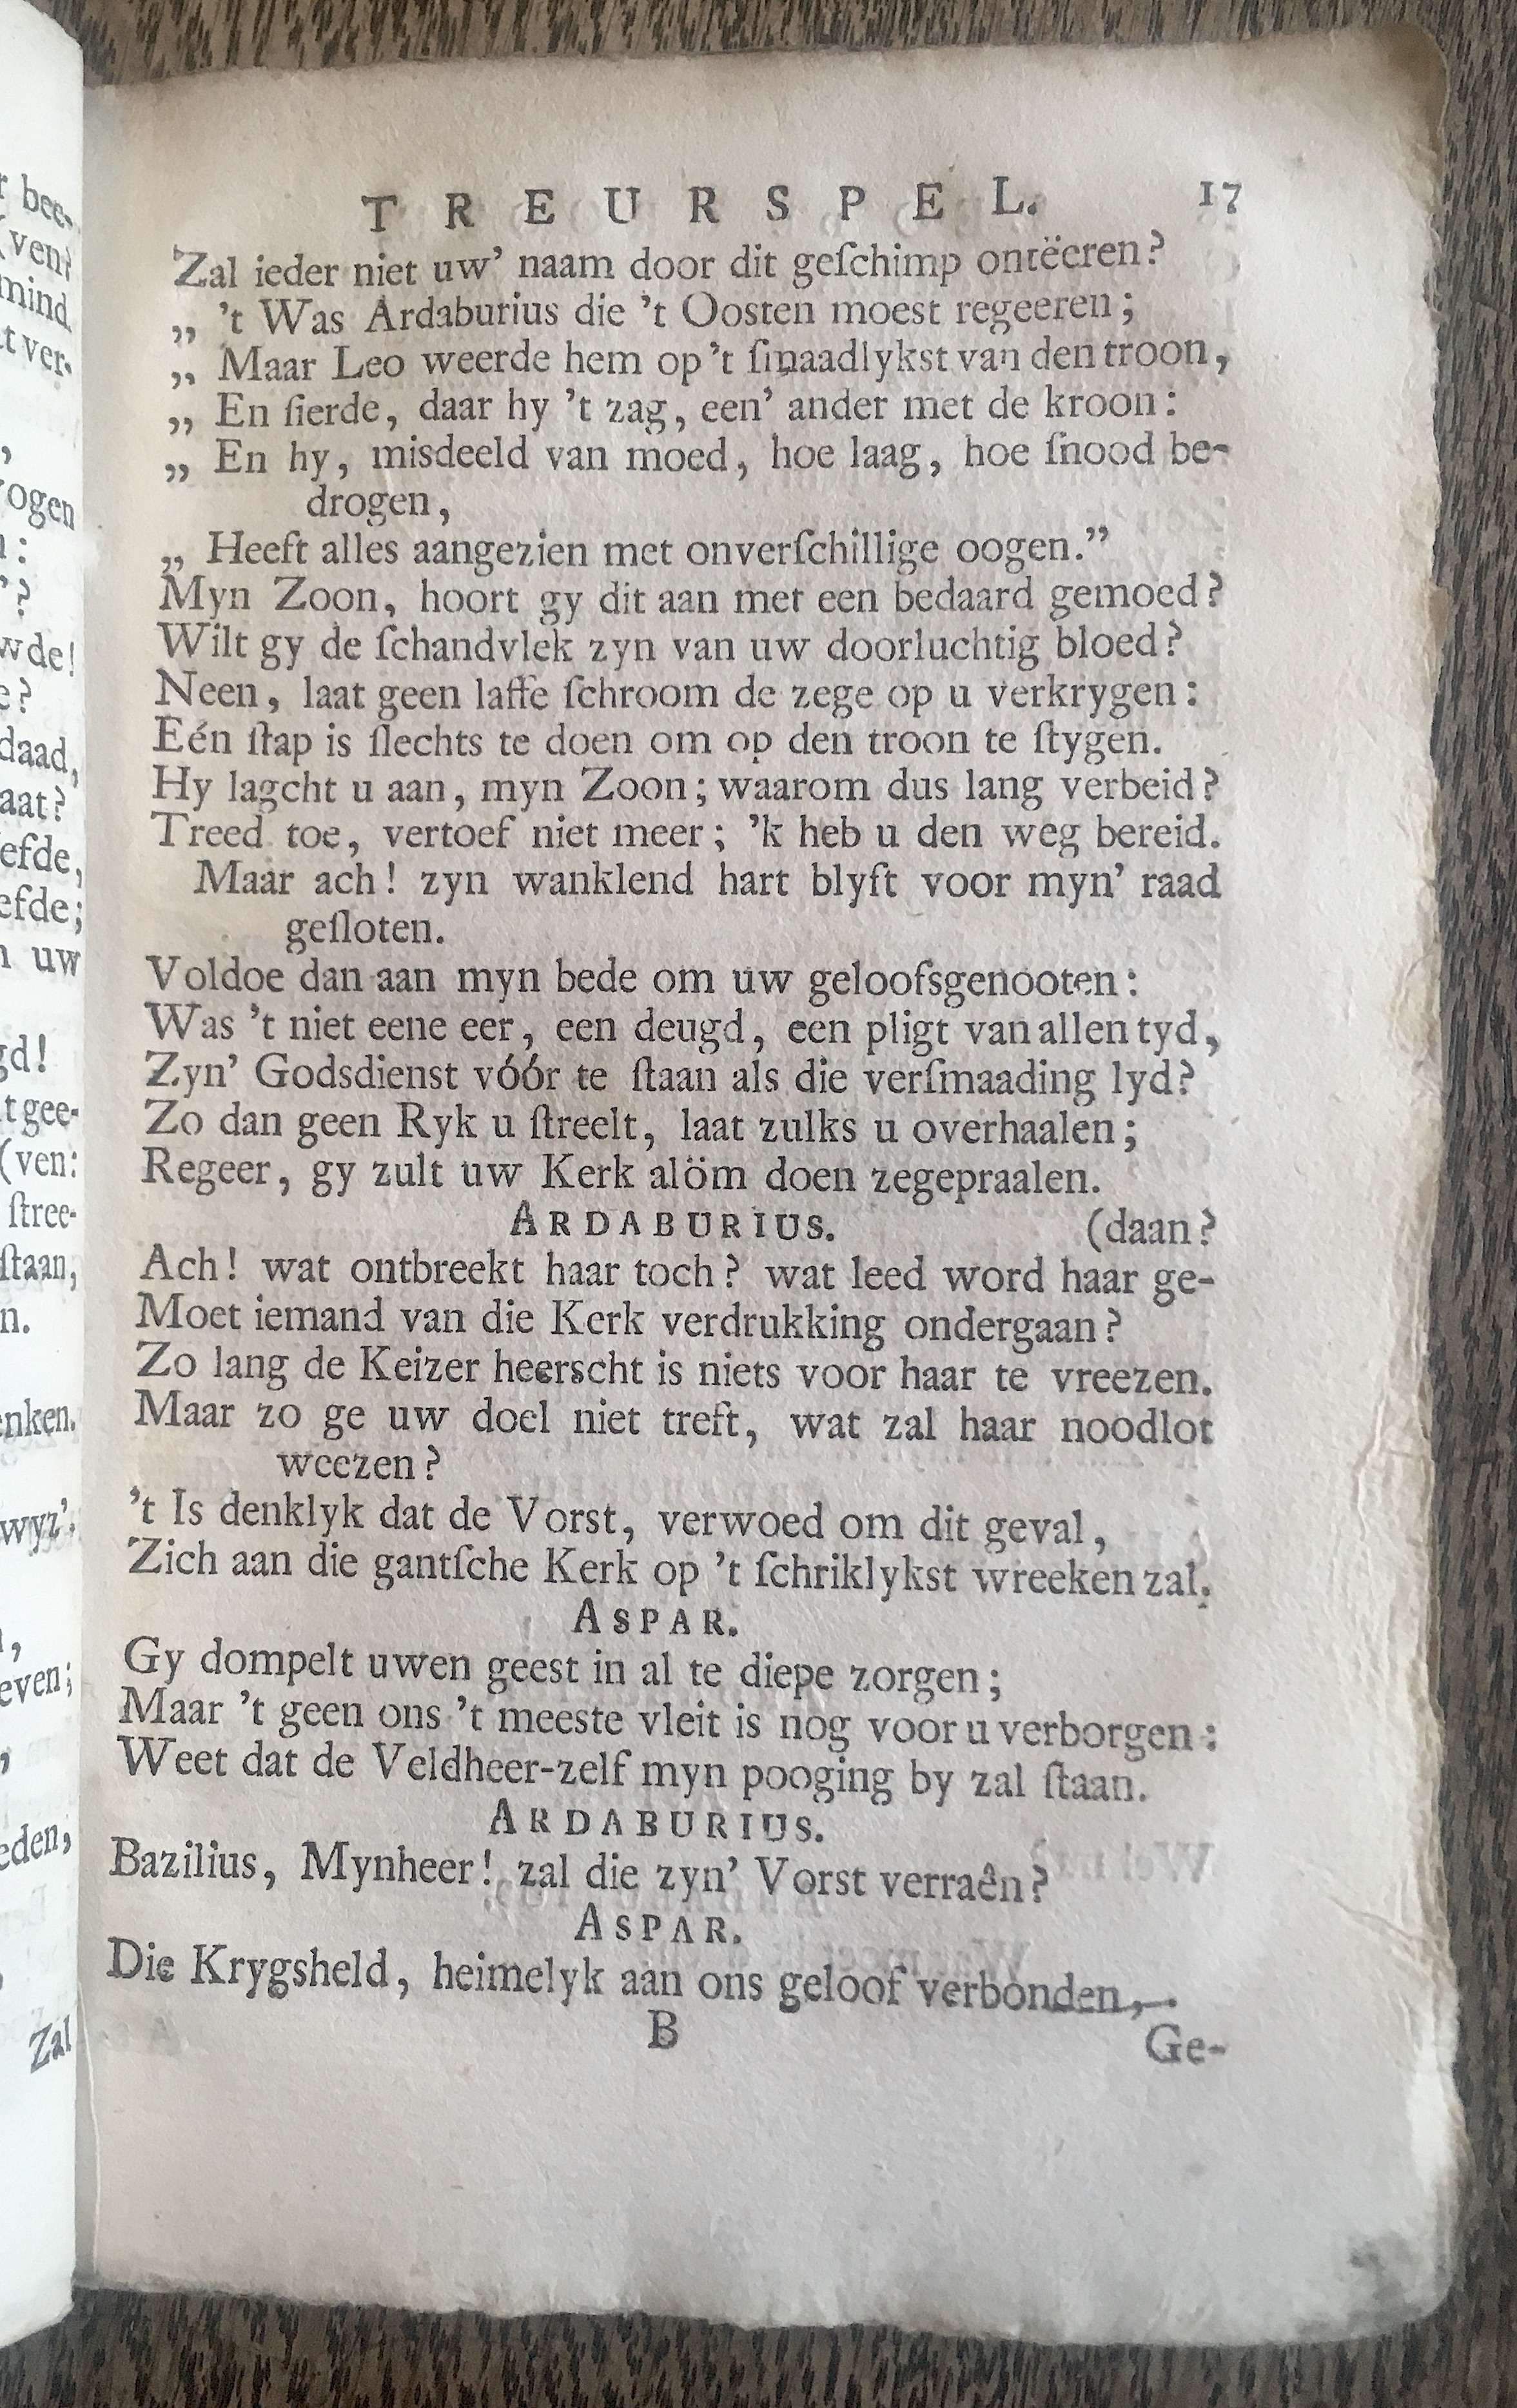 TREURSPEL. 17
Zal ieder niet uw' naam door dit geſchimp ontëeren?
„ 't Was Ardaburius die 't Oosten moest regeeren;
„ Maar Leo weerde hem op 't ſmaadlykst van den troon,
„ En ſierde, daar hy 't zag, een' ander met de kroon:
„ En hy, misdeeld van moed, hoe laag, hoe ſnood be-
drogen,
„ Heeft alles aangezien met onverſchillige oogen.”
Myn Zoon, hoort gy dit aan met een bedaard gemoed?
Wilt gy de ſchandvlek zyn van uw doorluchtig bloed?
Neen, laat geen laffe ſchroom de zege op u verkrygen:
Eén ſtap is ſlechts te doen om op den troon te ſtygen.
Hy lagcht u aan, myn Zoon; waarom dus lang verbeid?
Treed toe, vertoef niet meer; 'k heb u den weg bereid.
Maar ach! zyn wanklend hart blyft voor myn' raad
geſloten.
Voldoe dan aan myn bede om uw geloofsgenooten:
Was 't niet eene eer, een deugd, een pligt van allen tyd,
Zyn' Godsdienst vóór te ſtaan als die verſmaading lyd?
Zo dan geen Ryk u ſtreelt, laat zulks u overhaalen;
Regeer, gy zult uw Kerk alöm doen zegepraalen.
ARDABURIUS. (daan?
Ach! wat ontbreekt haar toch? wat leed word haar ge-
Moet iemand van die Kerk verdrukking ondergaan?
Zo lang de Keizer heerscht is niets voor haar te vreezen.
Maar zo ge uw doel niet treft, wat zal haar noodlot
weezen?
't Is denklyk dat de Vorst, verwoed om dit geval,
Zich aan die gantſche Kerk op 't ſchriklykst wreeken zal.
ASPAR.
Gy dompelt uwen geest in al te diepe zorgen;
Maar 't geen ons 't meeste vleit is nog voor u verborgen:
Weet dat de Veldheer-zelf myn pooging by zal ſtaan.
ARDABURIUS.
Bazilius, Mynheer! zal die zyn' Vorst verraên?
ASPAR.
Die Krygsheld, heimelyk aan ons geloof verbonden,
B
Ge-